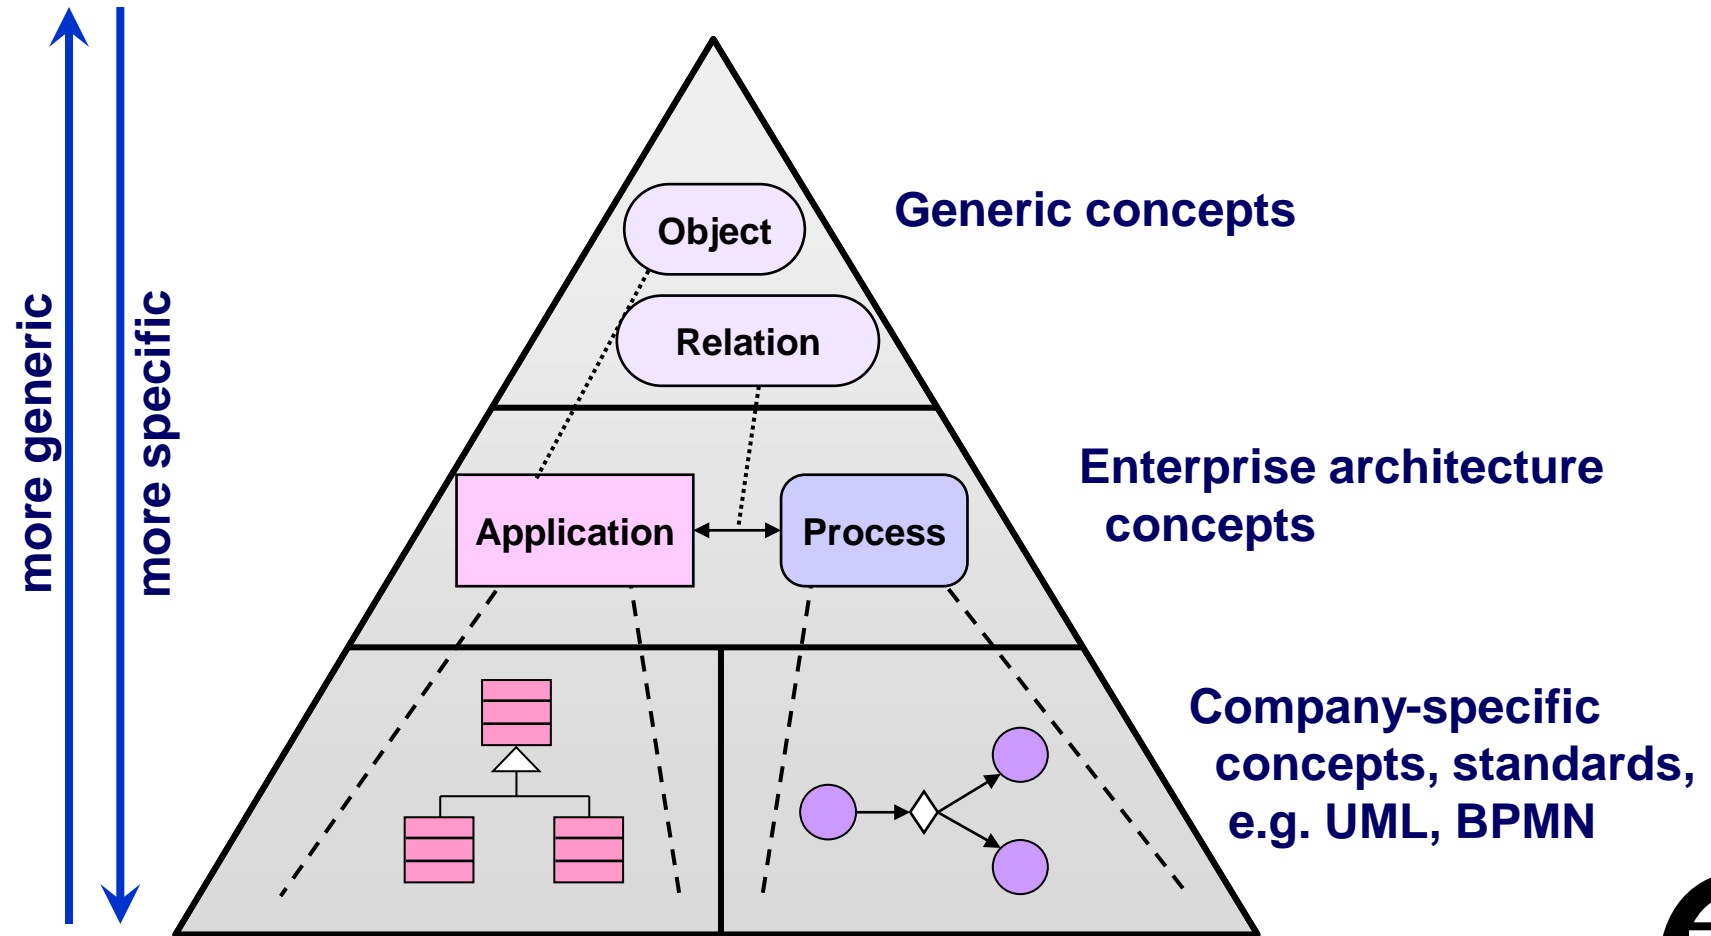 more generic
more specific
Object
Generic concepts
Relation
Enterprise architecture
concepts
Application
Process
Company-specific
concepts, standards,
e.g. UML, BPMN